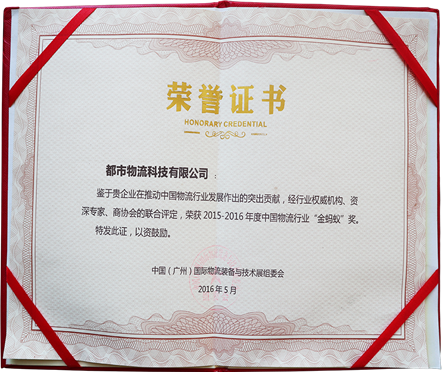 荣誉证书
HONORARY CREDENTIAL
都市物流科技有限公司：
鉴于贵企业在推动中国物流行业发展作出的突出贡献，经行业权威机构、资
深专家、商协会的联合评定，荣获 2015-2016 年度中国物流行业“金蚂蚁”奖。
特发此证，以资鼓励。
中国（广州）国际物流装备与技术展组委会
2016 年 5 月